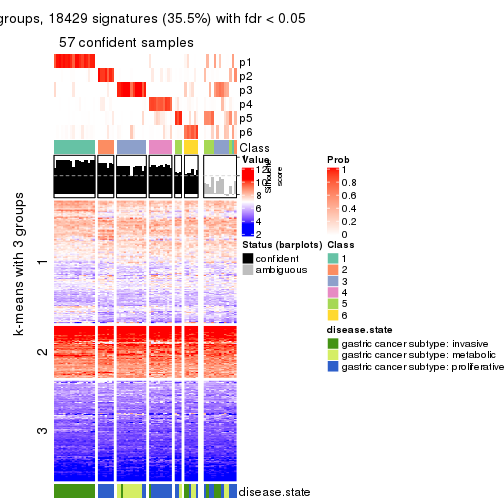 groups, 18429 signatures (35.5%) with fdr < 0.05
57 confident samples
p1
p2
p3
p4
p5
p6
Class
k-means with 3 groups
1
2
3
disease.state
Value
12
8
6
4
2
Silhouette
score
Prob
1
0.8
0.6
0.4
0.2
0
Status (barplots)
confident
ambiguous
Class
1
2
3
4
5
6
disease.state
gastric cancer subtype: invasive
gastric cancer subtype: metabolic
gastric cancer subtype: proliferative